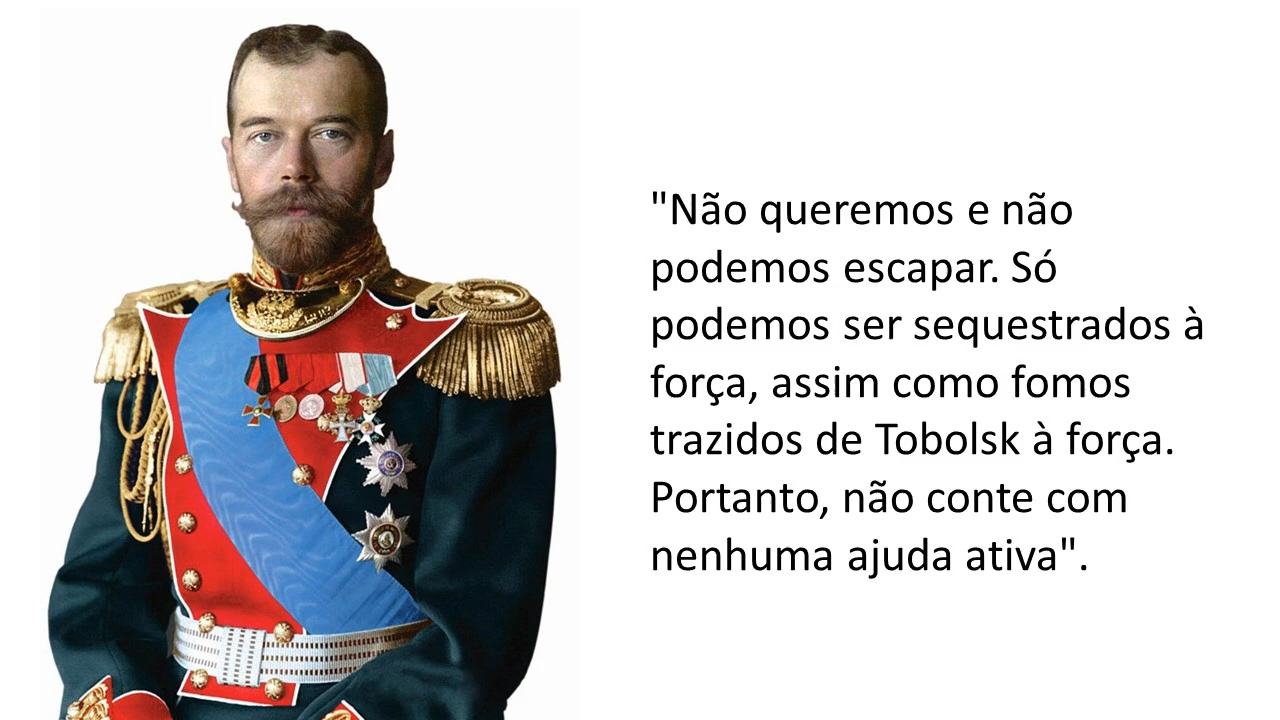 "Não queremos e não
podemos escapar. Só
podemos ser sequestrados à
força, assim como fomos
trazidos de Tobolsk à força.
Portanto, não conte com
nenhuma ajuda ativa".